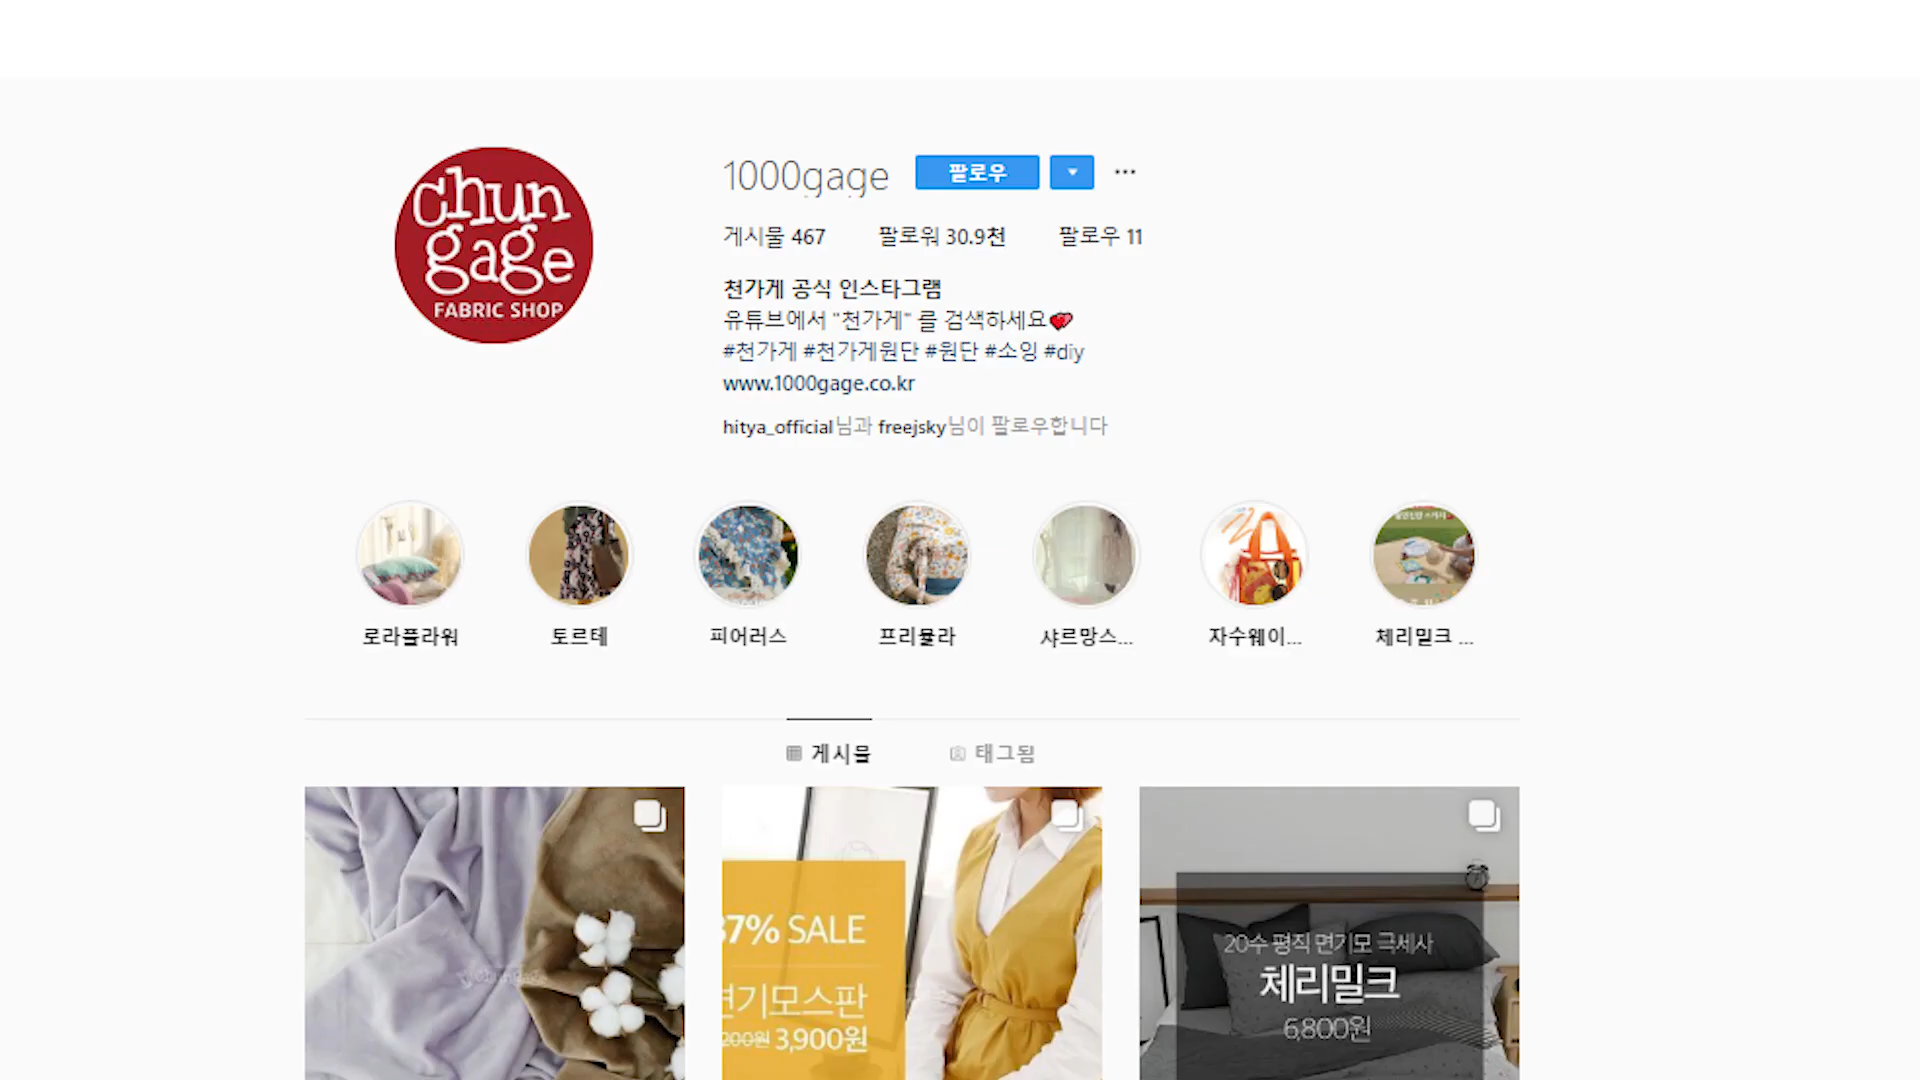 chun
gage
FABRIC SHOP
1000gage
팔로우
게시물 467
팔로워 30.9천
팔로우 11
천가게 공식 인스타그램
유튜브에서 "천가게" 를 검색하세요
#천가게 #천가게원단 #원단 #소잉 #diy
www.1000gage.co.kr
hitya_official님과 freejsky님이 팔로우합니다
로라플라워
토르테
피어러스
프리뮬라
샤르망스...
자수웨이...
체리밀크 ...
게시물
태그됨
37% SALE
면기모스판
200원 3,900원
20수 평직 면기모 극세사
체리밀크
6,800원